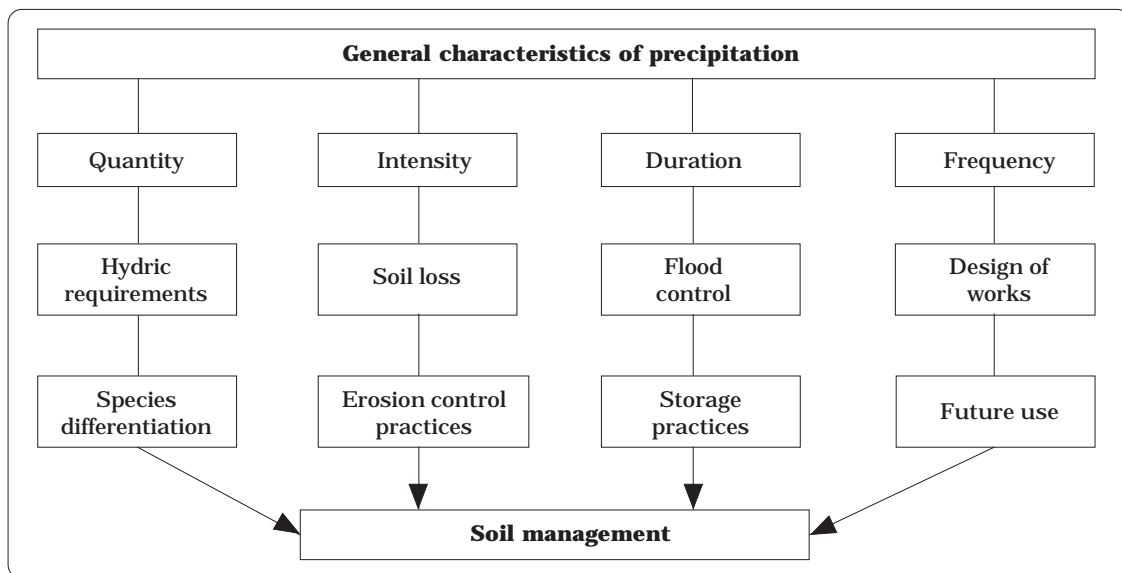 General characteristics of precipitation
Quantity
Intensity
Duration
Frequency
Hydric
requirements
Soil loss
Flood
control
Design of
works
Species
differentiation
Erosion control
practices
Storage
practices
Future use
Soil management